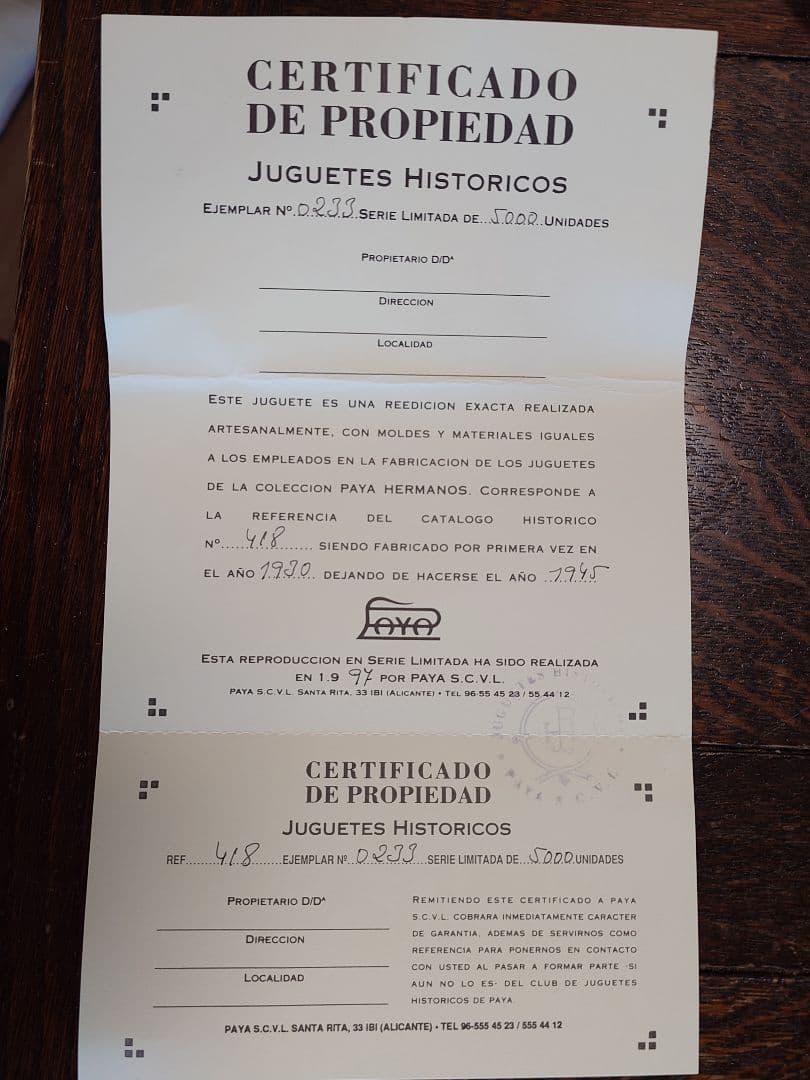 CERTIFICADO
DE PROPIEDAD
JUGUETES HISTORICOS
EJEMPLAR Nº.0233.SERIE LIMITADA DE...5000..UNIDADES
PROPIETARIO D/Dª
DIRECCION
LOCALIDAD
ESTE JUGUETE ES UNA REEDICION EXACTA REALIZADA
ARTESANALMENTE, CON MOLDES Y MATERIALES IGUALES
A LOS EMPLEADOS EN LA FABRICACION DE LOS JUGUETES
DE LA COLECCION PAYA HERMANOS. CORRESPONDE A
LA REFERENCIA DEL CATALOGO HISTORICO
Nº.....418....... SIENDO FABRICADO POR PRIMERA VEZ EN
EL AÑO 1930.. DEJANDO DE HACERSE EL AÑO ..1945
PAYA
ESTA REPRODUCCION EN SERIE LIMITADA HA SIDO REALIZADA
EN 1.9 97 POR PAYA S.C.V.L.
PAYA S.C.V.L. SANTA RITA, 33 IBI (ALICANTE) • TEL 96-55 45 23 / 55 44 12
JUGUETES HISTORICOS
PAYA S.C.V.L.
CERTIFICADO
DE PROPIEDAD
JUGUETES HISTORICOS
REF.......418.......EJEMPLAR Nº..0233...SERIE LIMITADA DE...5000.UNIDADES
PROPIETARIO D/Dª
DIRECCION
LOCALIDAD
REMITIENDO ESTE CERTIFICADO A PAYA
S.C.V.L. COBRARA INMEDIATAMENTE CARACTER
DE GARANTIA, ADEMAS DE SERVIRNOS COMO
REFERENCIA PARA PONERNOS EN CONTACTO
CON USTED AL PASAR A FORMAR PARTE -SI
AUN NO LO ES- DEL CLUB DE JUGUETES
HISTORICOS DE PAYA.
PAYA S.C.V.L. SANTA RITA, 33 IBI (ALICANTE) • TEL 96-555 45 23 / 555 44 12